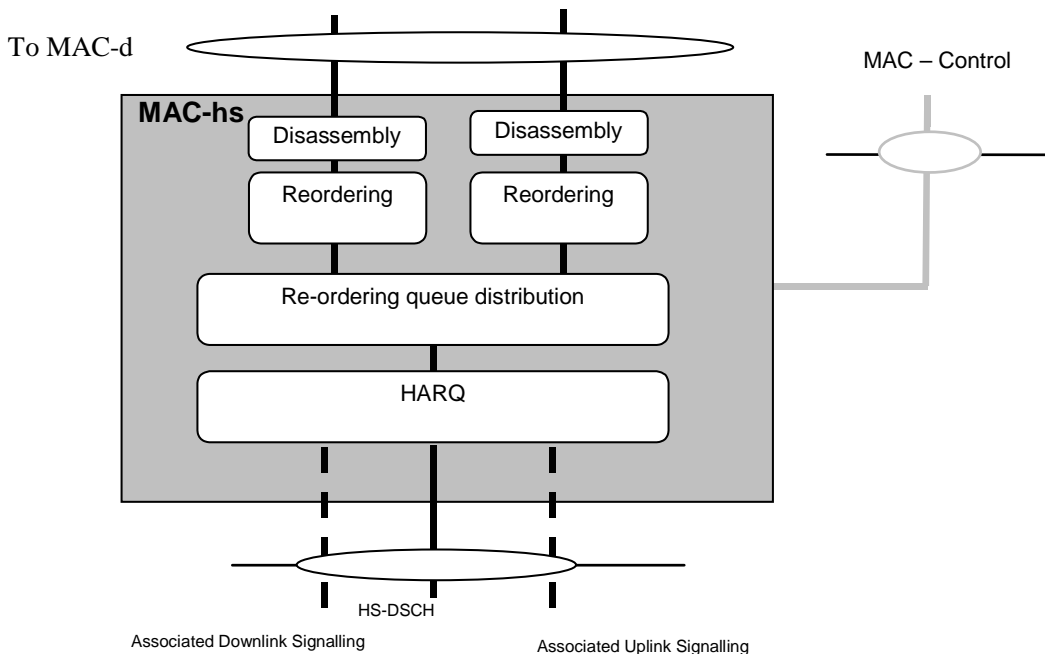 To MAC-d
MAC – Control
MAC-hs
Disassembly
Disassembly
Reordering
Reordering
Re-ordering queue distribution
HARQ
HS-DSCH
Associated Downlink Signalling
Associated Uplink Signalling